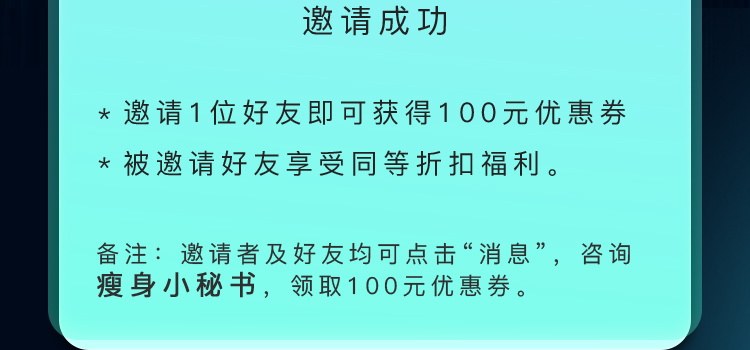 邀请成功
* 邀请1位好友即可获得100元优惠券
* 被邀请好友享受同等折扣福利。
备注：邀请者及好友均可点击“消息”，咨询
瘦身小秘书，领取100元优惠券。